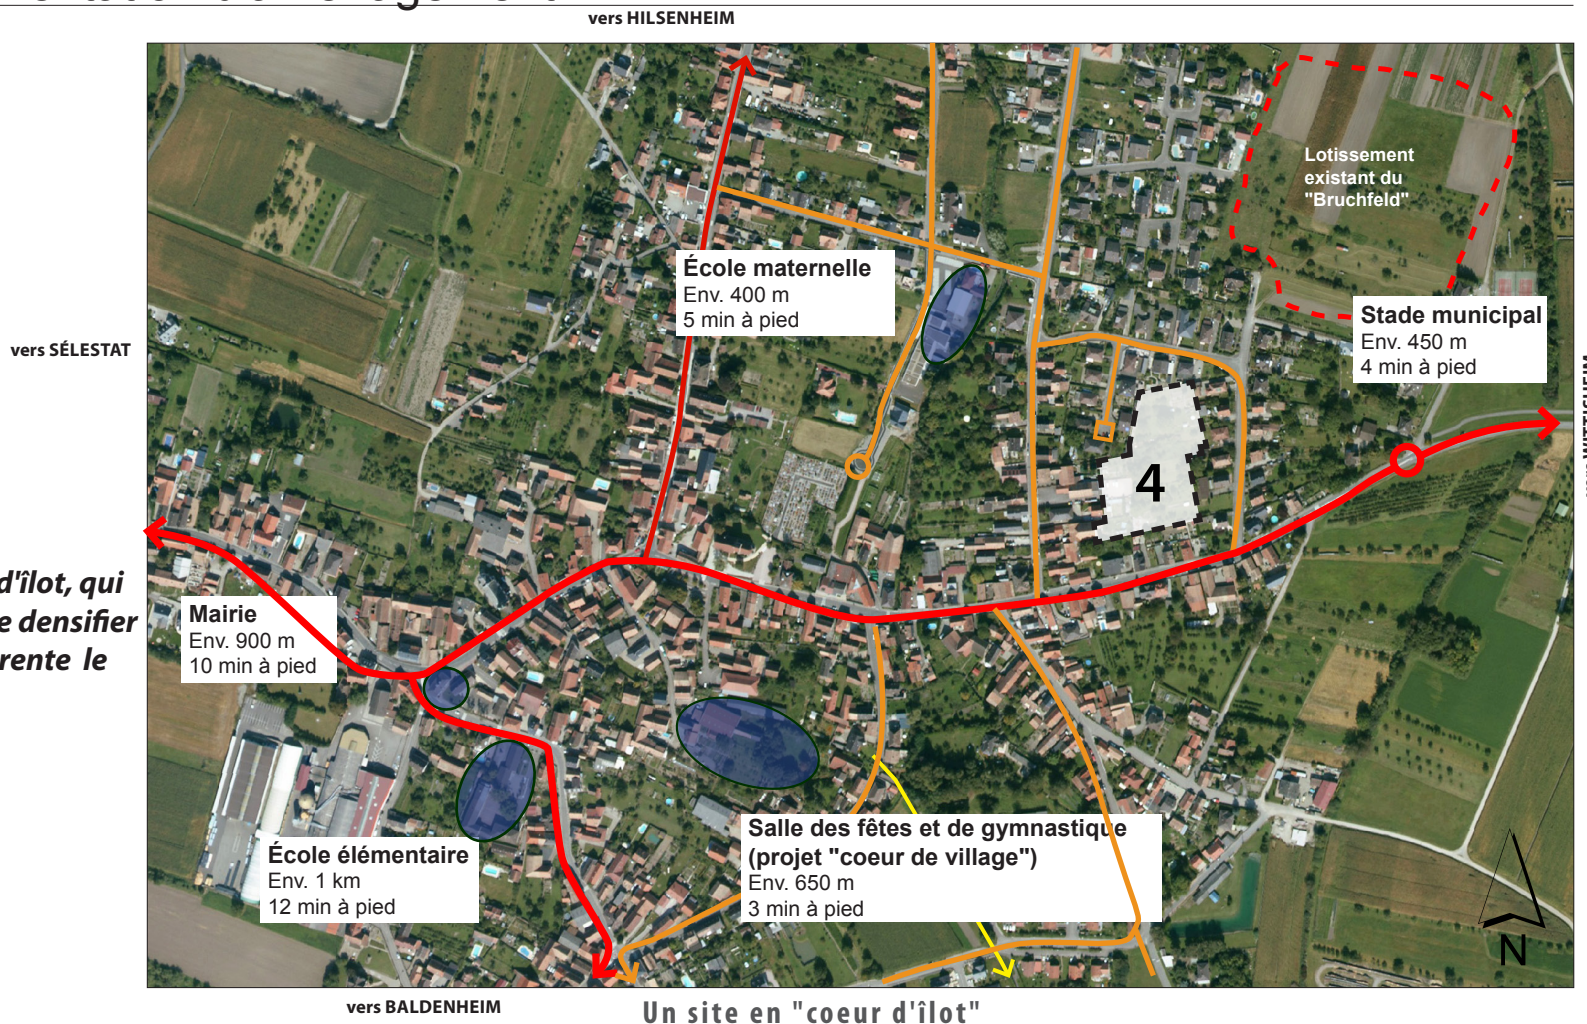 vers HILSENHEIM
Lotissement
existant du
"Bruchfeld"
École maternelle
Env. 400 m
5 min à pied
Stade municipal
Env. 450 m
4 min à pied
vers SÉLESTAT
4
d'îlot, qui
densifier
le
Mairie
Env. 900 m
10 min à pied
École élémentaire
Env. 1 km
12 min à pied
Salle des fêtes et de gymnastique
(projet "coeur de village")
Env. 650 m
3 min à pied
N
vers BALDENHEIM
Un site en "coeur d'îlot"